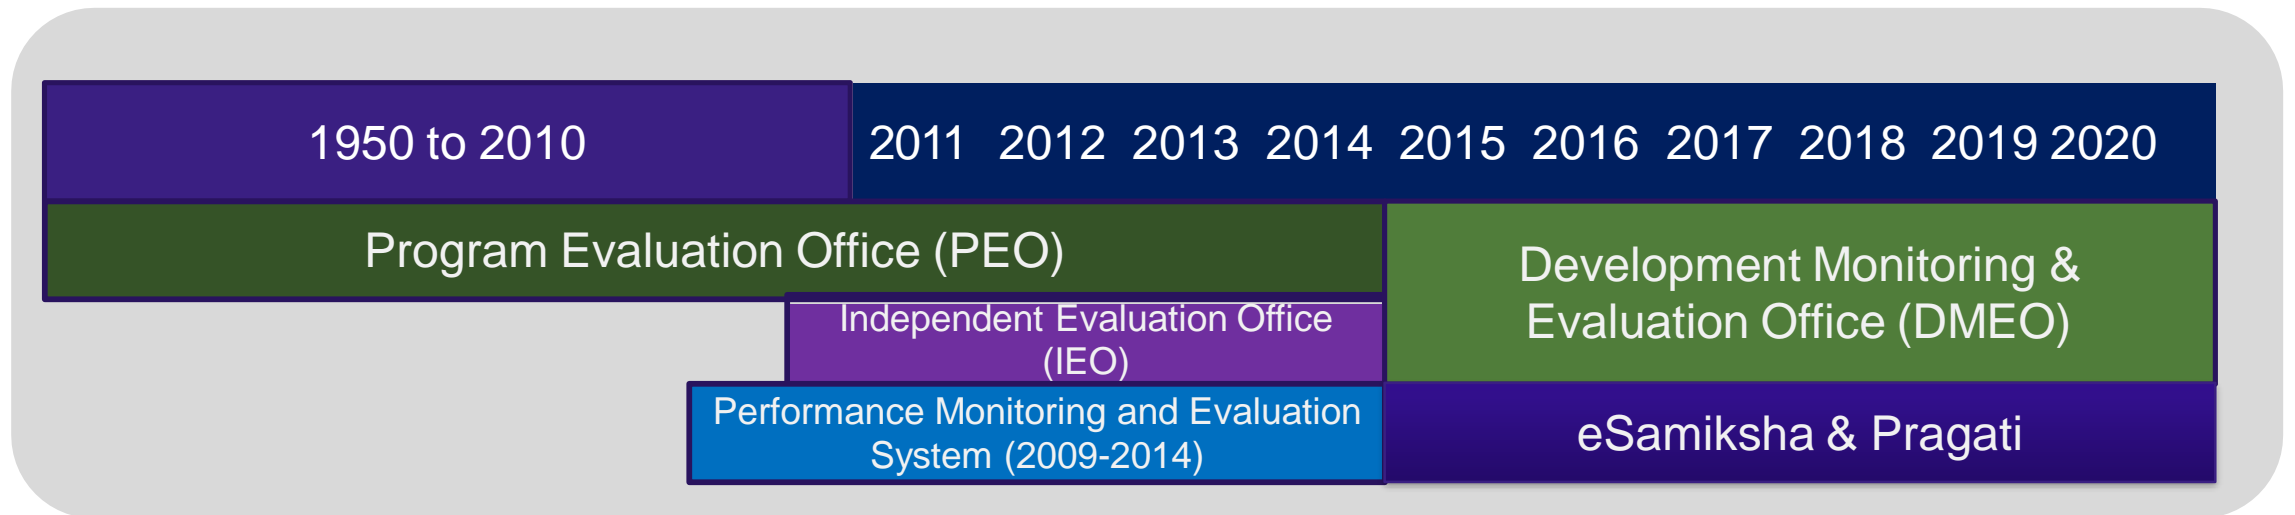 1950 to 2010
2011 2012 2013 2014 2015 2016 2017 2018 2019 2020
Program Evaluation Office (PEO)
Development Monitoring &
Evaluation Office (DMEO)
Independent Evaluation Office
(IEO)
Performance Monitoring and Evaluation
System (2009-2014)
eSamiksha & Pragati